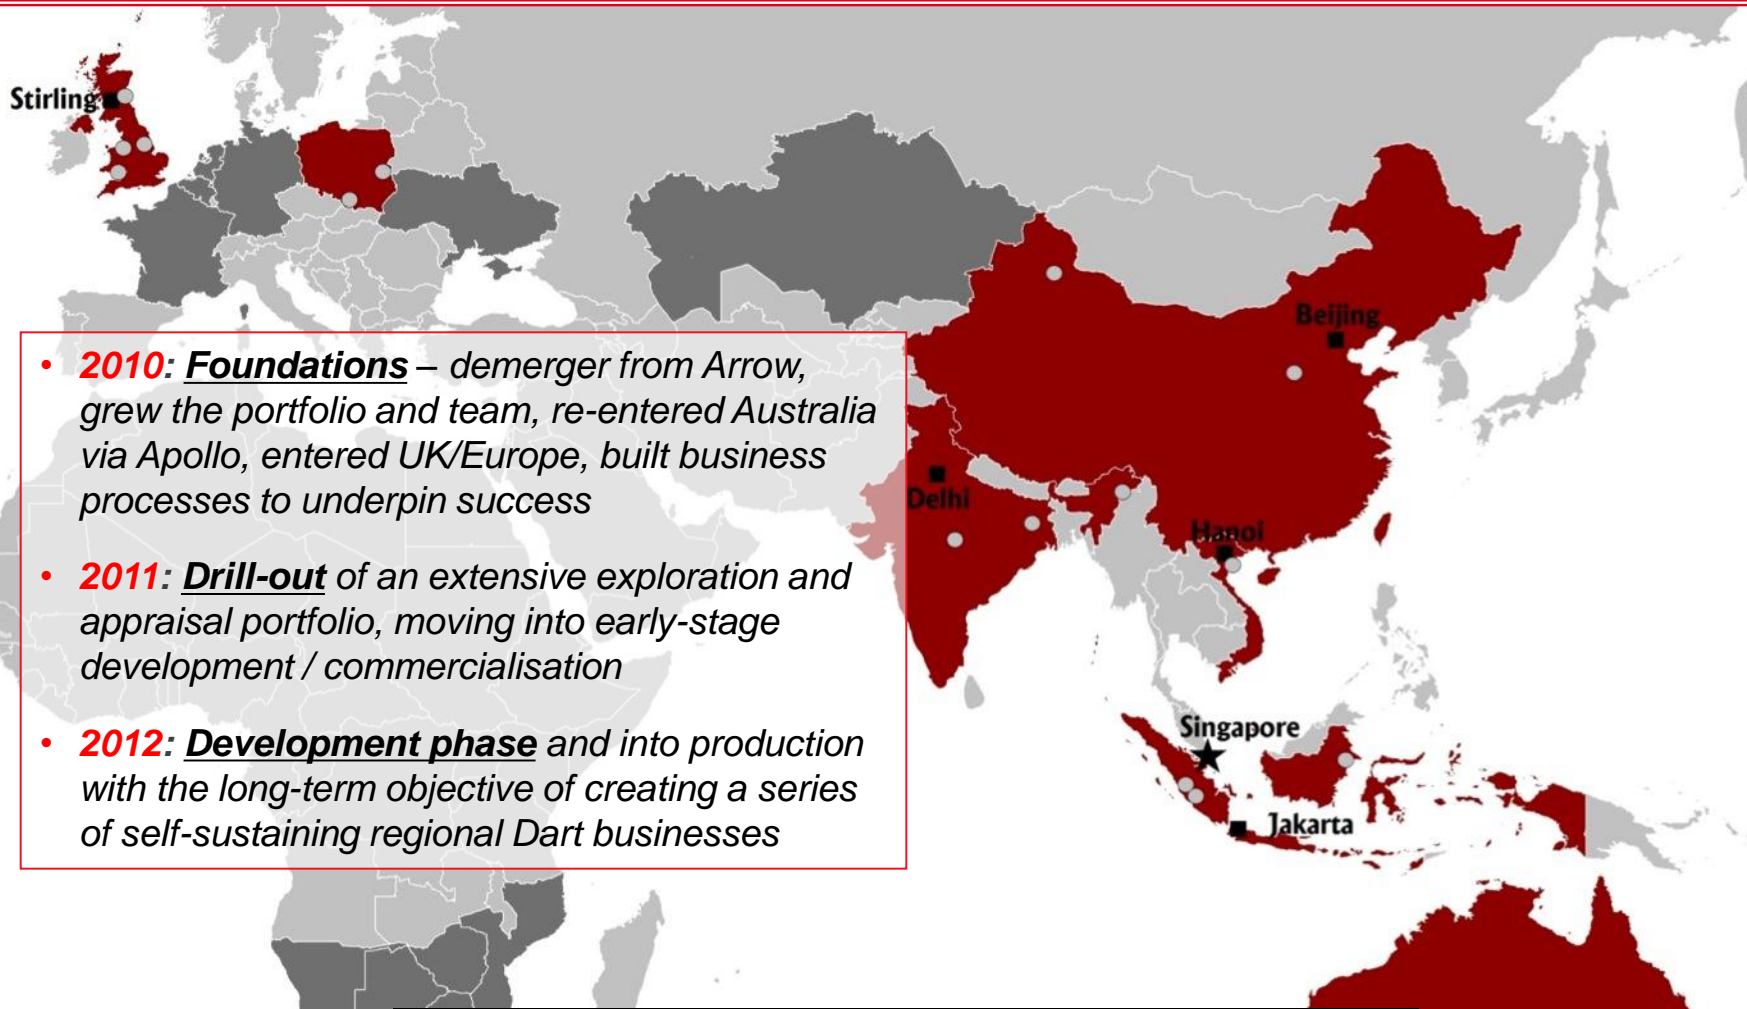 Stirling
Beijing
• 2010: Foundations – demerger from Arrow,
grew the portfolio and team, re-entered Australia
via Apollo, entered UK/Europe, built business
processes to underpin success
• 2011: Drill-out of an extensive exploration and
appraisal portfolio, moving into early-stage
development / commercialisation
• 2012: Development phase and into production
with the long-term objective of creating a series
of self-sustaining regional Dart businesses
Delhi
Hanoi
Singapore
Jakarta